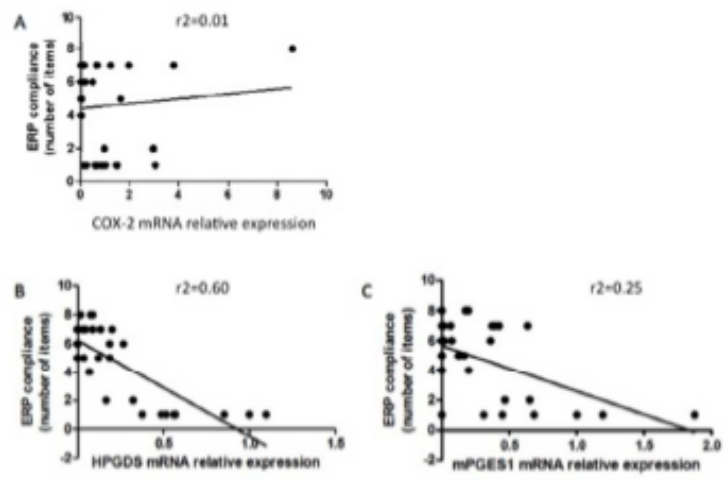 A
r2=0.01
10
8
6
4
2
0
ERP compliance
(number of items)
0 2 4 6 8 10
COX-2 mRNA relative expression
B
r2=0.60
10
8
6
4
2
0
-2
ERP compliance
(number of items)
0.5 1.0 1.5
HPGDS mRNA relative expression
C
r2=0.25
10
8
6
4
2
0
-2
ERP compliance
(number of items)
0.5 1.0 1.5 2.0
mPGES1 mRNA relative expression